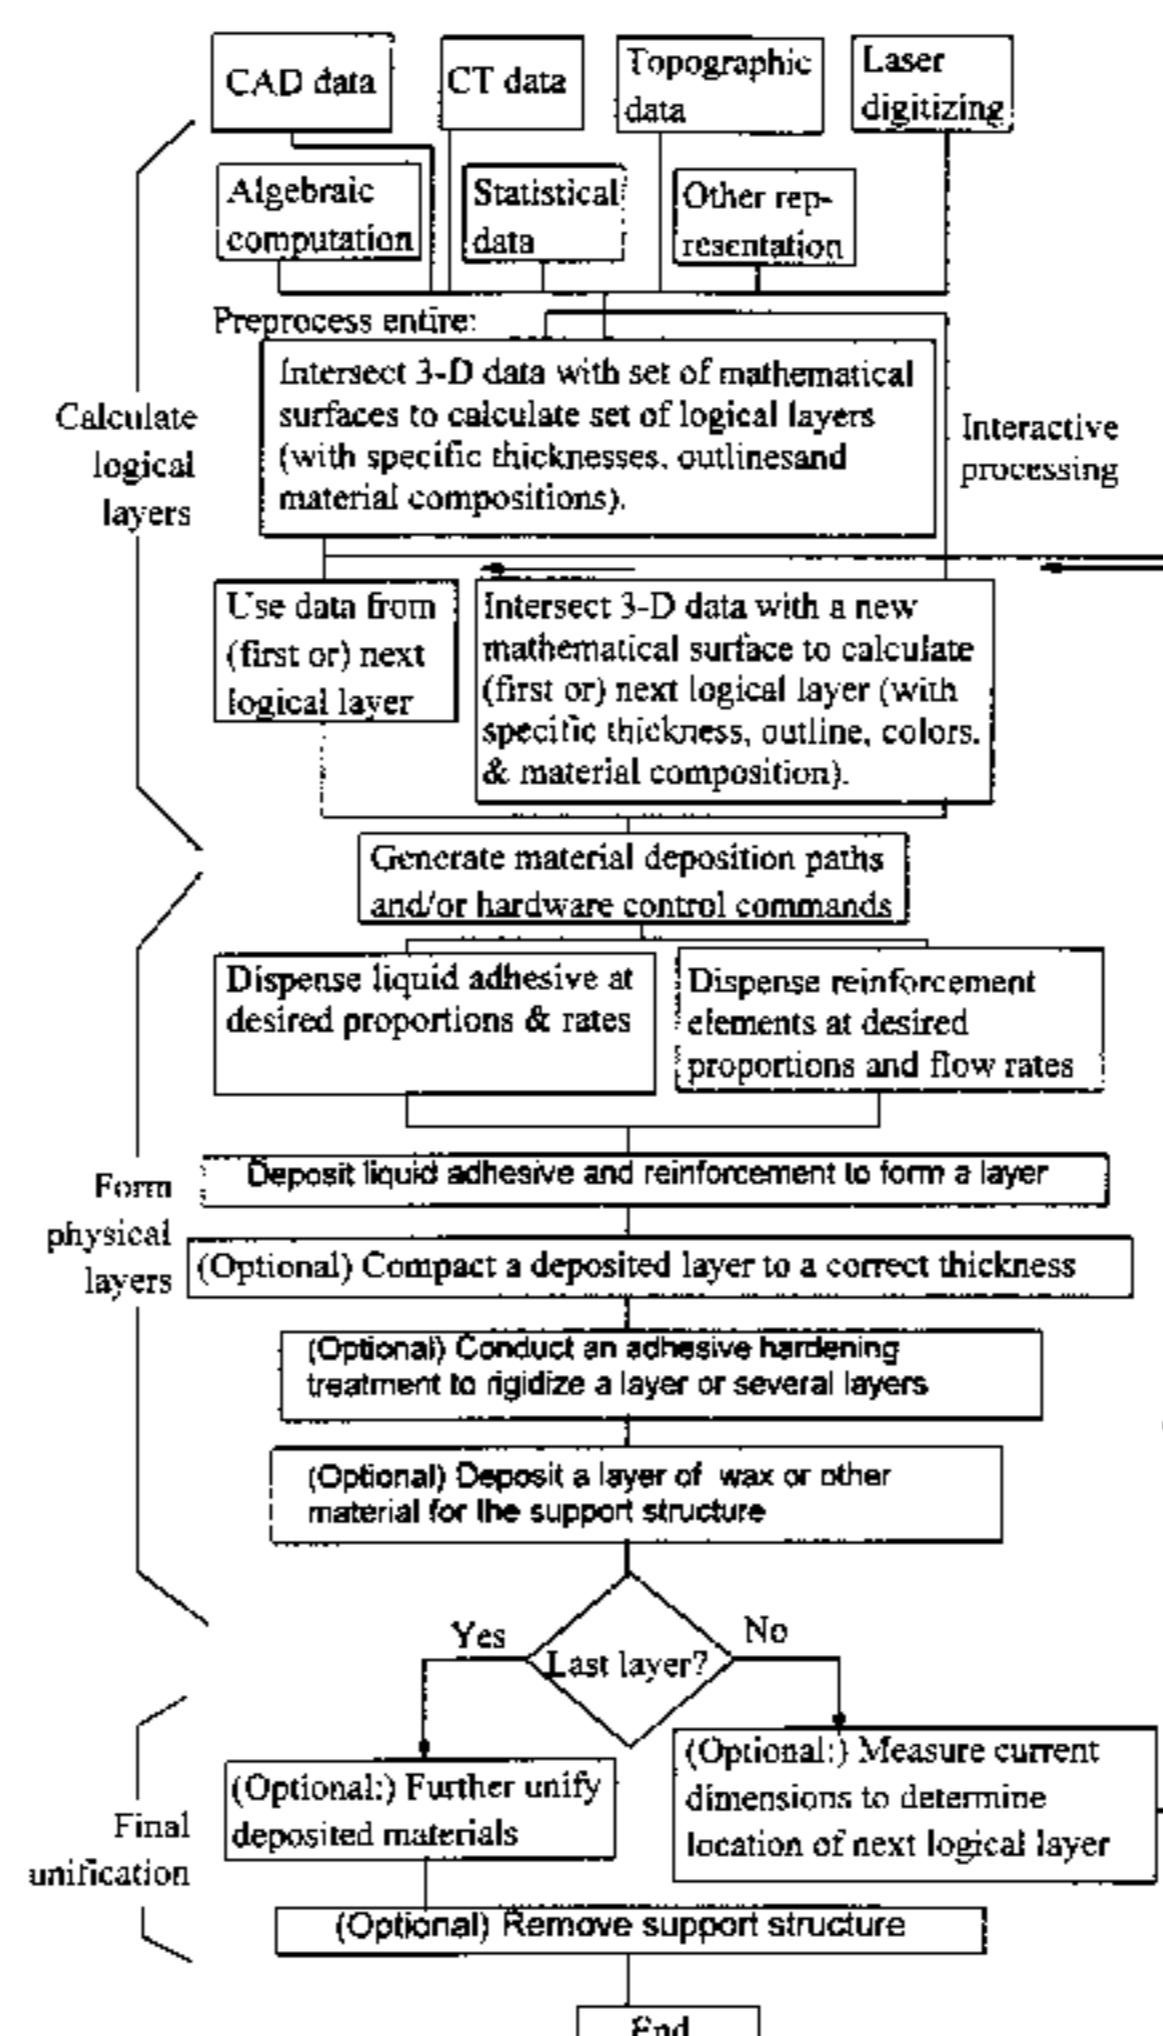 CAD data
CT data
Topographic
data
Laser
digitizing
Algebraic
computation
Statistical
data
Other rep-
resentation
Preprocess entire:
Intersect 3-D data with set of mathematical
surfaces to calculate set of logical layers
(with specific thicknesses, outlinesand
material compositions).
Calculate
logical
layers
Interactive
processing
Use data from
(first or) next
logical layer
Intersect 3-D data with a new
mathematical surface to calculate
(first or) next logical layer (with
specific thickness, outline, colors,
& material composition).
Generate material deposition paths
and/or hardware control commands
Dispense liquid adhesive at
desired proportions & rates
Dispense reinforcement
elements at desired
proportions and flow rates
Form
physical
layers
Deposit liquid adhesive and reinforcement to form a layer
(Optional) Compact a deposited layer to a correct thickness
(Optional) Conduct an adhesive hardening
treatment to rigidize a layer or several layers
(Optional) Deposit a layer of wax or other
material for the support structure
Yes
No
Last layer?
Final
unification
(Optional:) Further unify
deposited materials
(Optional:) Measure current
dimensions to determine
location of next logical layer
(Optional) Remove support structure
End